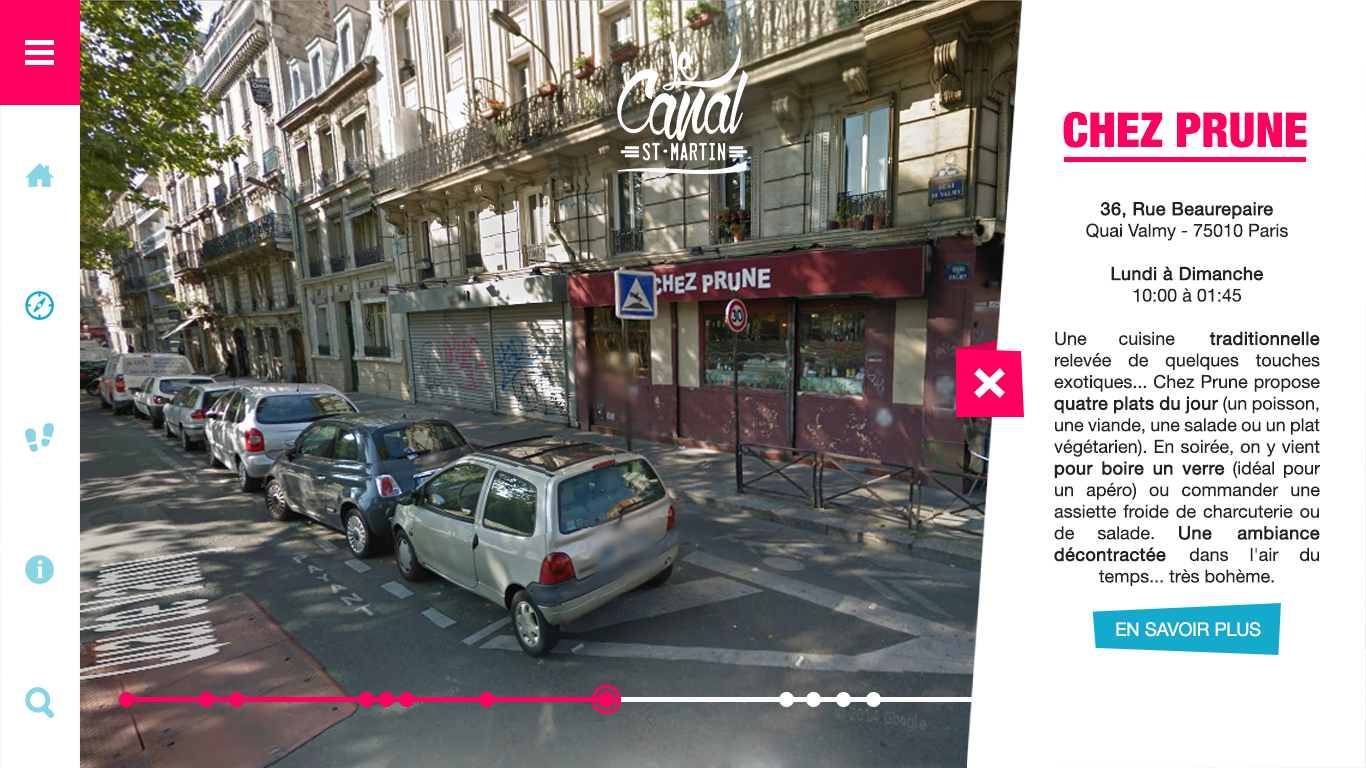 Le
Canal
ST-MARTIN
QUAI
DE VALMY
CHEZ PRUNE
QUAI
VALMY
30
PAYANT
© 2014 Google
CHEZ PRUNE
36, Rue Beaurepaire
Quai Valmy - 75010 Paris
Lundi à Dimanche
10:00 à 01:45
Une cuisine traditionnelle
relevée de quelques touches
exotiques... Chez Prune propose
quatre plats du jour (un poisson,
une viande, une salade ou un plat
végétarien). En soirée, on y vient
pour boire un verre (idéal pour
un apéro) ou commander une
assiette froide de charcuterie ou
de salade. Une ambiance
décontractée dans l'air du
temps... très bohème.
EN SAVOIR PLUS